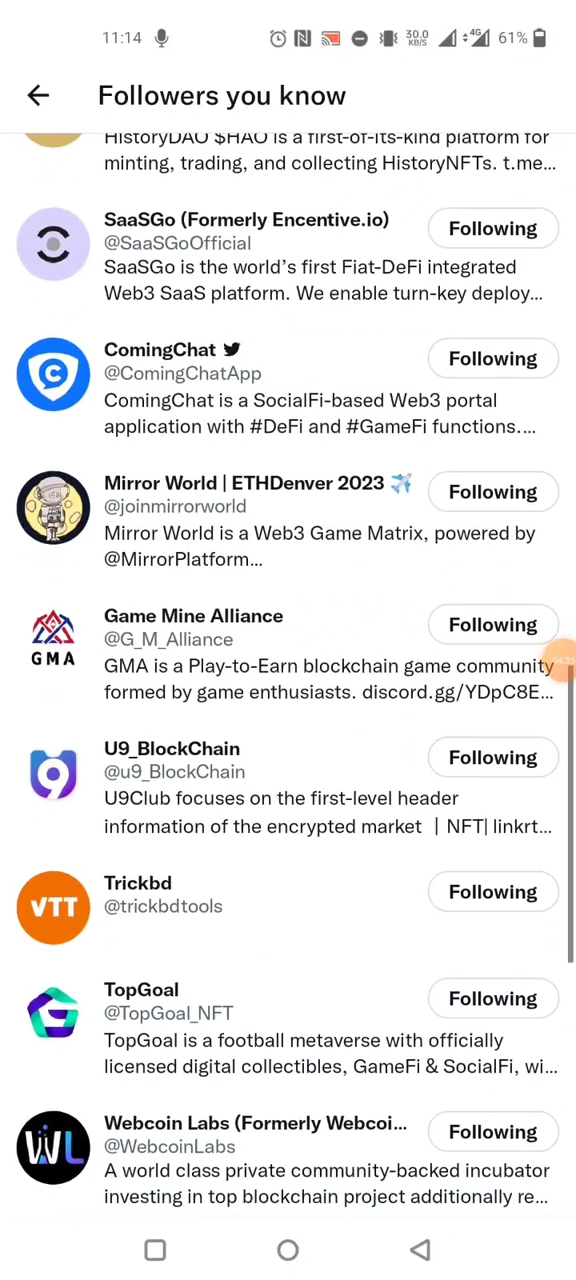 11:14 30.0 KB/S 4G 61%
Followers you know
HistoryDAO $HAO is a first-of-its-kind platform for
minting, trading, and collecting HistoryNFTs. t.me...
SaaSGo (Formerly Encentive.io) Following
@SaaSGoOfficial
SaaSGo is the world's first Fiat-DeFi integrated
Web3 SaaS platform. We enable turn-key deploy...
ComingChat Following
@ComingChatApp
ComingChat is a SocialFi-based Web3 portal
application with #DeFi and #GameFi functions....
Mirror World | ETHDenver 2023 ✈️ Following
@joinmirrorworld
Mirror World is a Web3 Game Matrix, powered by
@MirrorPlatform...
GMA
Game Mine Alliance Following
@G_M_Alliance
GMA is a Play-to-Earn blockchain game community
formed by game enthusiasts. discord.gg/YDpC8E...
U9_BlockChain Following
@u9_BlockChain
U9Club focuses on the first-level header
information of the encrypted market | NFT| linkrt...
VTT
Trickbd Following
@trickbdtools
TopGoal Following
@TopGoal_NFT
TopGoal is a football metaverse with officially
licensed digital collectibles, GameFi & SocialFi, wi...
WL
Webcoin Labs (Formerly Webcoi... Following
@WebcoinLabs
A world class private community-backed incubator
investing in top blockchain project additionally re...